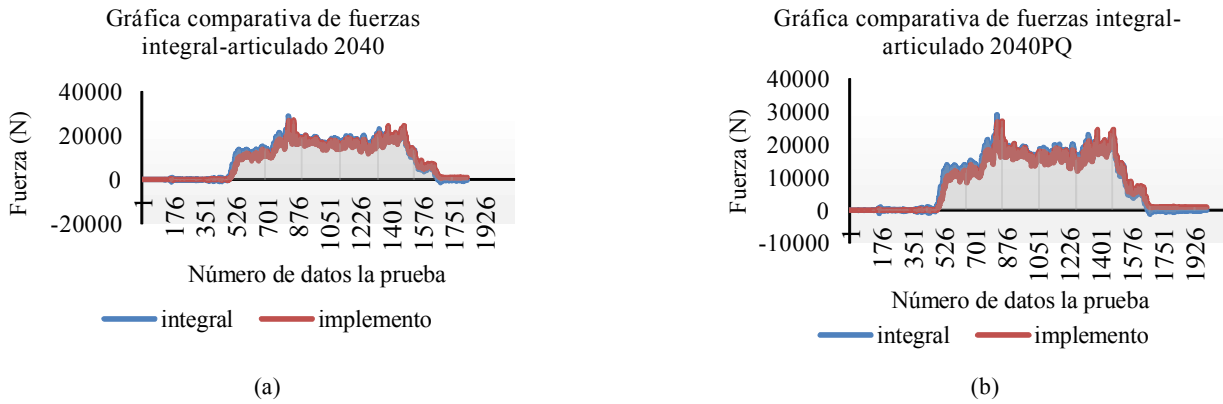 Gráfica comparativa de fuerzas
integral-articulado 2040
40000
20000
0
-20000
Fuerza (N)
1
176
351
526
701
876
1051
1226
1401
1576
1751
1926
Número de datos la prueba
integral
implemento
(a)
Gráfica comparativa de fuerzas integral-
articulado 2040PQ
40000
30000
20000
10000
0
-10000
Fuerza (N)
1
176
351
526
701
876
1051
1226
1401
1576
1751
1926
Número de datos la prueba
integral
implemento
(b)